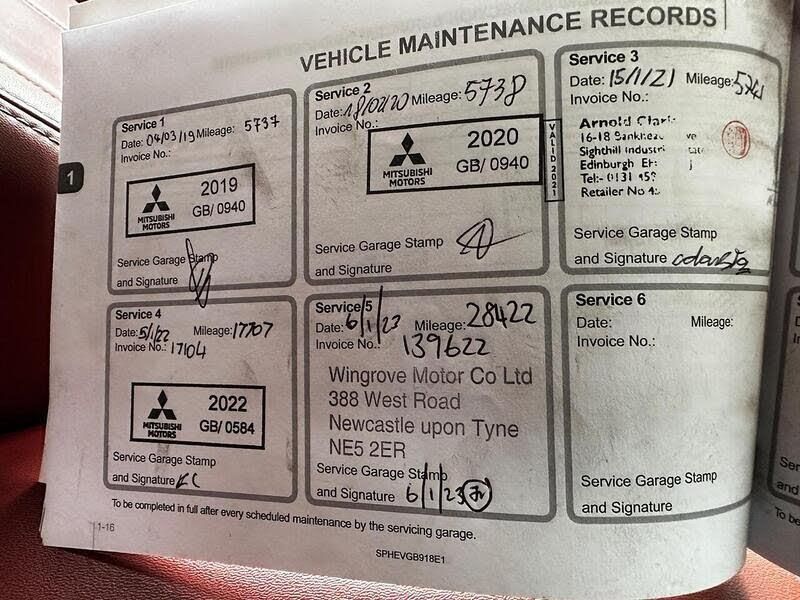 VEHICLE MAINTENANCE RECORDS
1
Service 1
Date: 04/03/19 Mileage: 5737
Invoice No.:
MITSUBISHI MOTORS
2019
GB/ 0940
Service Garage Stamp
and Signature
Service 2
Date: 18/02/20 Mileage: 5738
Invoice No.:
MITSUBISHI MOTORS
2020
GB/ 0940
VALID 2021
Service Garage Stamp
and Signature
Service 3
Date: 15/1/21 Mileage:
Invoice No.:
Arnold
16-18
Sighthill
Edinburgh
Tel:- 0131
Retailer No
Service Garage Stamp
and Signature
Service 4
Date: 5/1/22 Mileage: 17707
Invoice No.: 17104
MITSUBISHI MOTORS
2022
GB/ 0584
Service Garage Stamp
and Signature
Service 5
Date: 6/1/23 Mileage: 28422
Invoice No.: 139622
Wingrove Motor Co Ltd
388 West Road
Newcastle upon Tyne
NE5 2ER
Service Garage Stamp
and Signature 6/1/23
Service 6
Date: Mileage:
Invoice No.:
Service Garage Stamp
and Signature
To be completed in full after every scheduled maintenance by the servicing garage.
1-16
SPHEVGB918E1